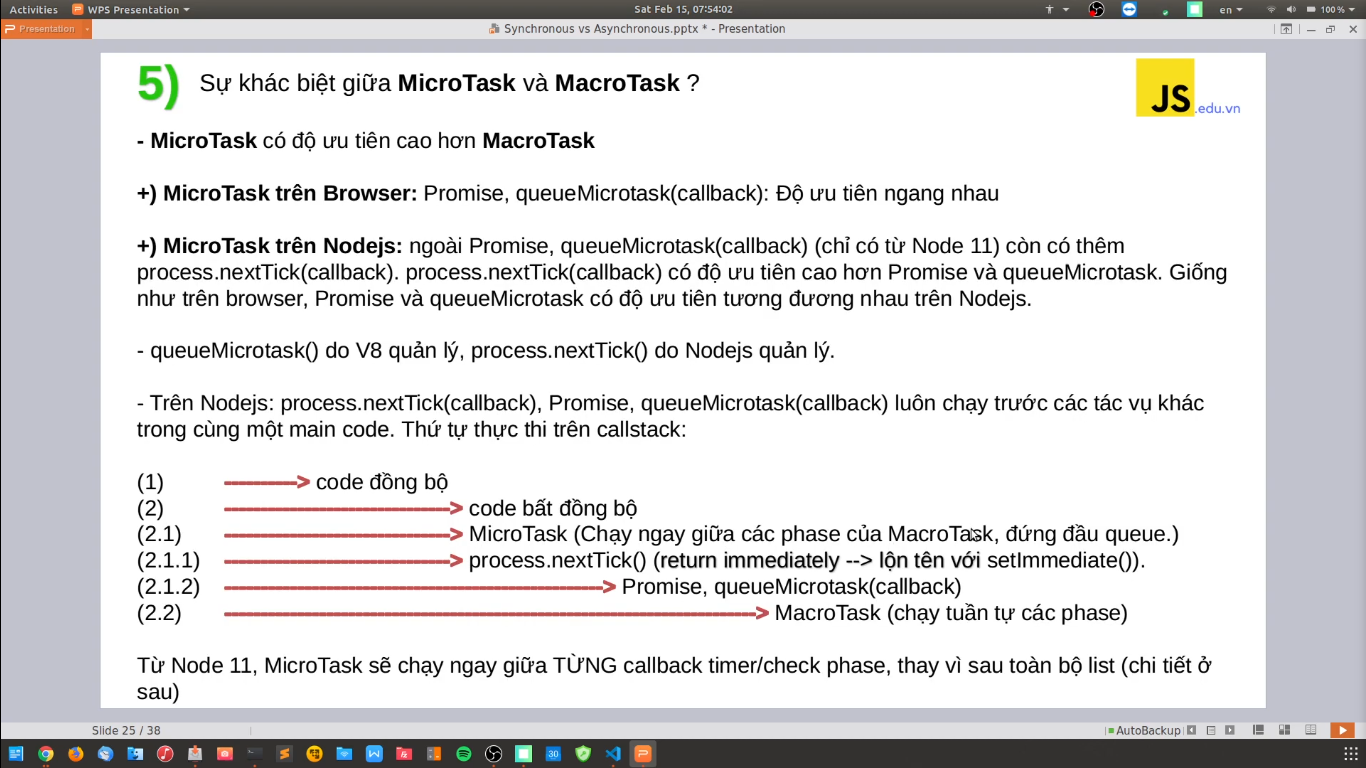 Activities
WPS Presentation
Sat Feb 15, 07:54:02
en
100 %
Presentation
Synchronous vs Asynchronous.pptx * - Presentation
5) Sự khác biệt giữa MicroTask và MacroTask ?
JS.edu.vn
- MicroTask có độ ưu tiên cao hơn MacroTask
+) MicroTask trên Browser: Promise, queueMicrotask(callback): Độ ưu tiên ngang nhau
+) MicroTask trên Nodejs: ngoài Promise, queueMicrotask(callback) (chỉ có từ Node 11) còn có thêm
process.nextTick(callback). process.nextTick(callback) có độ ưu tiên cao hơn Promise và queueMicrotask. Giống
như trên browser, Promise và queueMicrotask có độ ưu tiên tương đương nhau trên Nodejs.
- queueMicrotask() do V8 quản lý, process.nextTick() do Nodejs quản lý.
- Trên Nodejs: process.nextTick(callback), Promise, queueMicrotask(callback) luôn chạy trước các tác vụ khác
trong cùng một main code. Thứ tự thực thi trên callstack:
(1) ----------> code đồng bộ
(2) ----------------------------> code bất đồng bộ
(2.1) ----------------------------> MicroTask (Chạy ngay giữa các phase của MacroTask, đứng đầu queue.)
(2.1.1) ----------------------------> process.nextTick() (return immediately --> lộn tên với setImmediate()).
(2.1.2) ----------------------------------------------> Promise, queueMicrotask(callback)
(2.2) ----------------------------------------------------------------> MacroTask (chạy tuần tự các phase)
Từ Node 11, MicroTask sẽ chạy ngay giữa TỪNG callback timer/check phase, thay vì sau toàn bộ list (chi tiết ở
sau)
Slide 25 / 38
AutoBackup
30